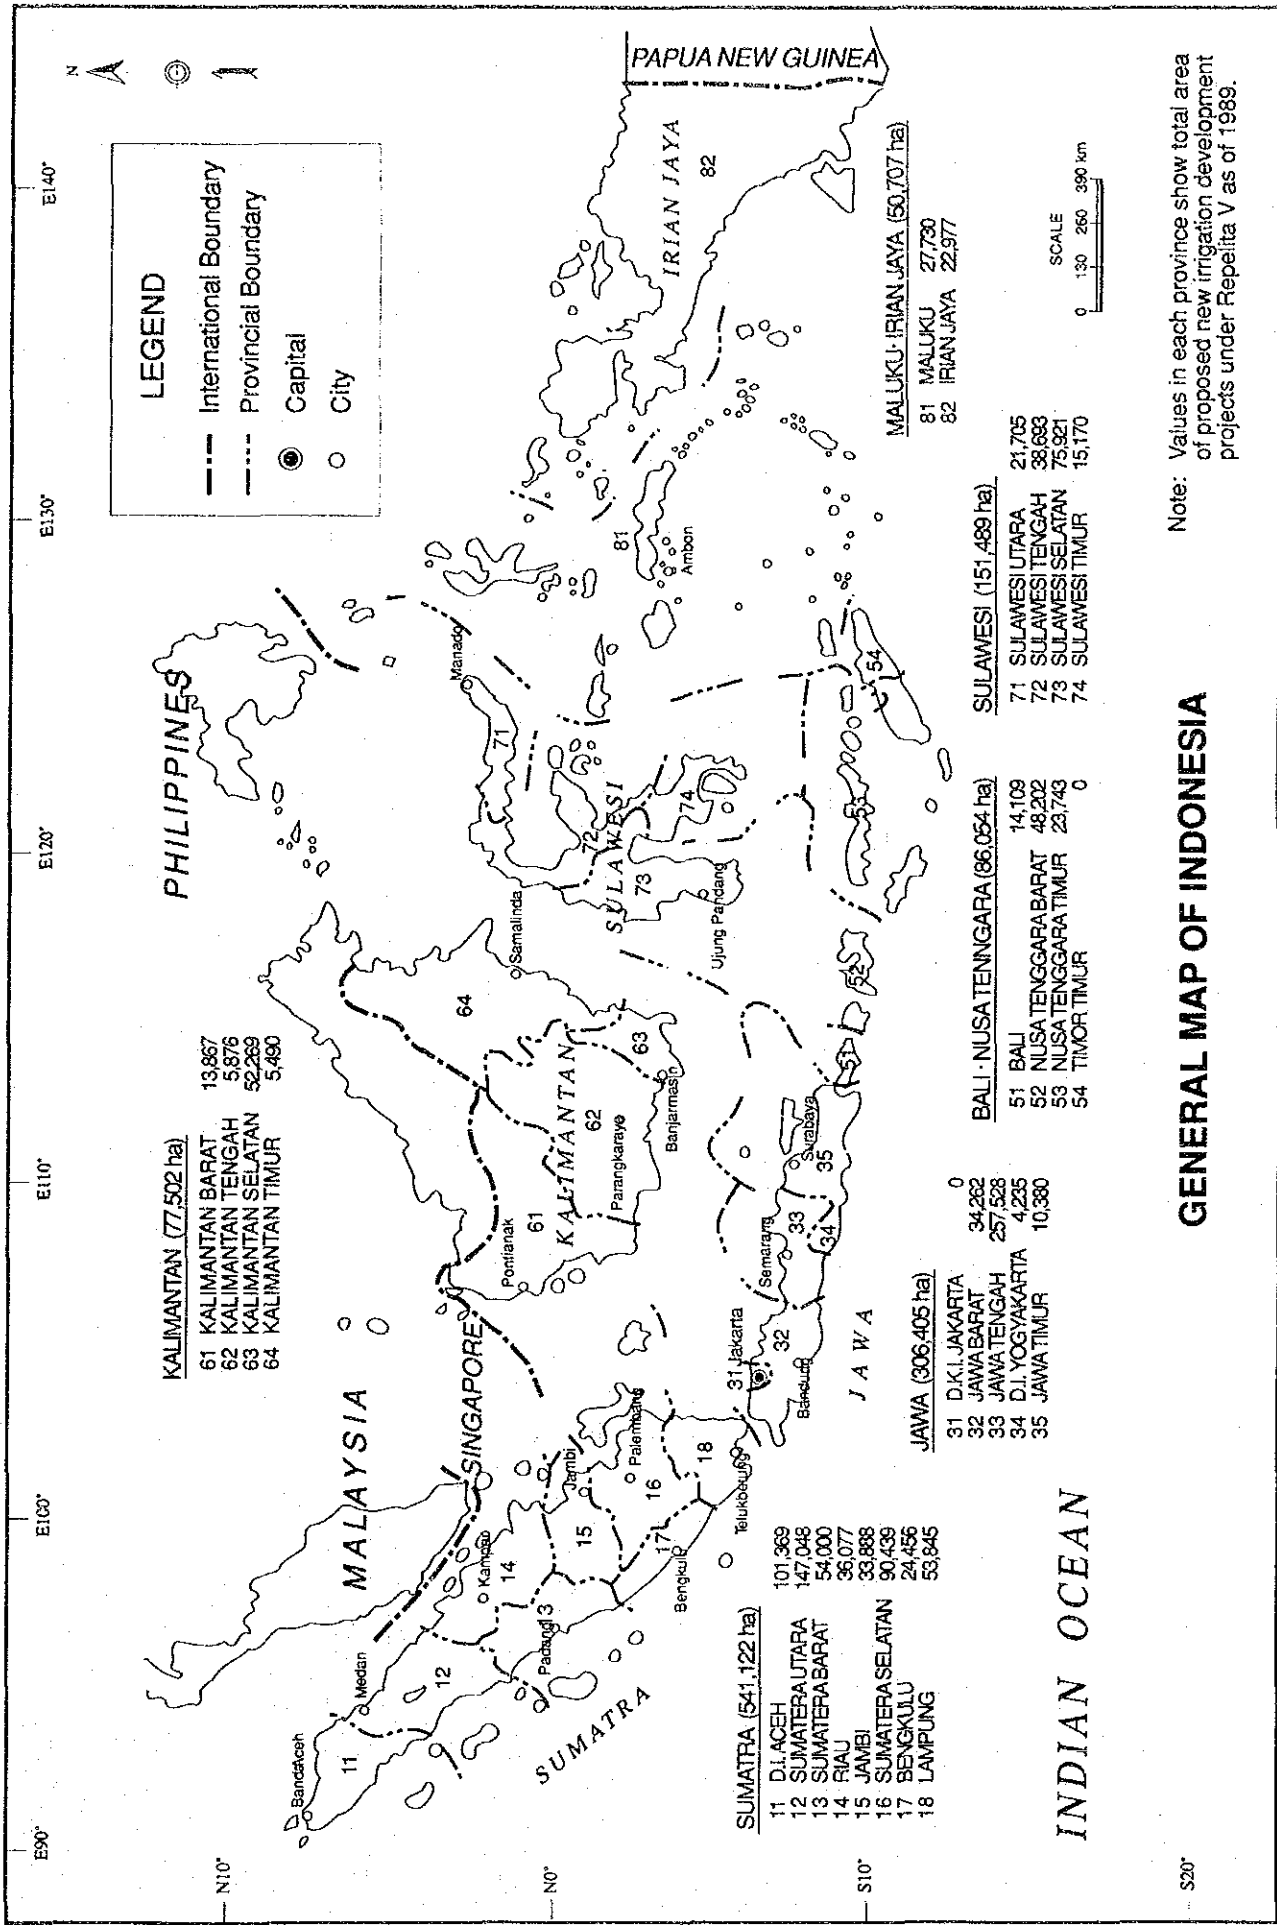 E90°
E100°
E110°
E120°
E130°
E140°
N10°
N0°
S10°
S20°
N
LEGEND
International Boundary
Provincial Boundary
Capital
City
PHILIPPINES
MALAYSIA
SINGAPORE
PAPUA NEW GUINEA
KALIMANTAN (77,502 ha)
61 KALIMANTAN BARAT 13,867
62 KALIMANTAN TENGAH 5,876
63 KALIMANTAN SELATAN 52,269
64 KALIMANTAN TIMUR 5,490
Banda Aceh
11
Medan
12
Kampar
14
Padang
13
Jambi
15
Palembang
16
Bengkulu
17
18
Telukbetung
SUMATRA
Pontianak
61
KALIMANTAN
62
Parangkaraye
63
Banjarmasin
64
Samalinda
Manado
71
72
SULAWESI
73
74
Ujung Pandang
81
Ambon
IRIAN JAYA
82
31 Jakarta
32
Bandung
Semarang
33
34
Surabaya
35
JAWA
51
52
53
54
SUMATRA (541,122 ha)
11 D.I. ACEH 101,369
12 SUMATERA UTARA 147,048
13 SUMATERA BARAT 54,000
14 RIAU 36,077
15 JAMBI 33,888
16 SUMATERA SELATAN 90,439
17 BENGKULU 24,456
18 LAMPUNG 53,845
JAWA (306,405 ha)
31 D.K.I. JAKARTA 0
32 JAWA BARAT 34,262
33 JAWA TENGAH 257,528
34 D.I. YOGYAKARTA 4,235
35 JAWA TIMUR 10,380
BALI - NUSA TENNGARA (86,054 ha)
51 BALI 14,109
52 NUSA TENGGARA BARAT 48,202
53 NUSA TENGGARA TIMUR 23,743
54 TIMOR TIMUR 0
SULAWESI (151,489 ha)
71 SULAWESI UTARA 21,705
72 SULAWESI TENGAH 38,693
73 SULAWESI SELATAN 75,921
74 SULAWESI TIMUR 15,170
MALUKU - IRIAN JAYA (50,707 ha)
81 MALUKU 27,730
82 IRIAN JAYA 22,977
SCALE
0 130 260 390 km
INDIAN OCEAN
GENERAL MAP OF INDONESIA
Note: Values in each province show total area
of proposed new irrigation development
projects under Repelita V as of 1989.